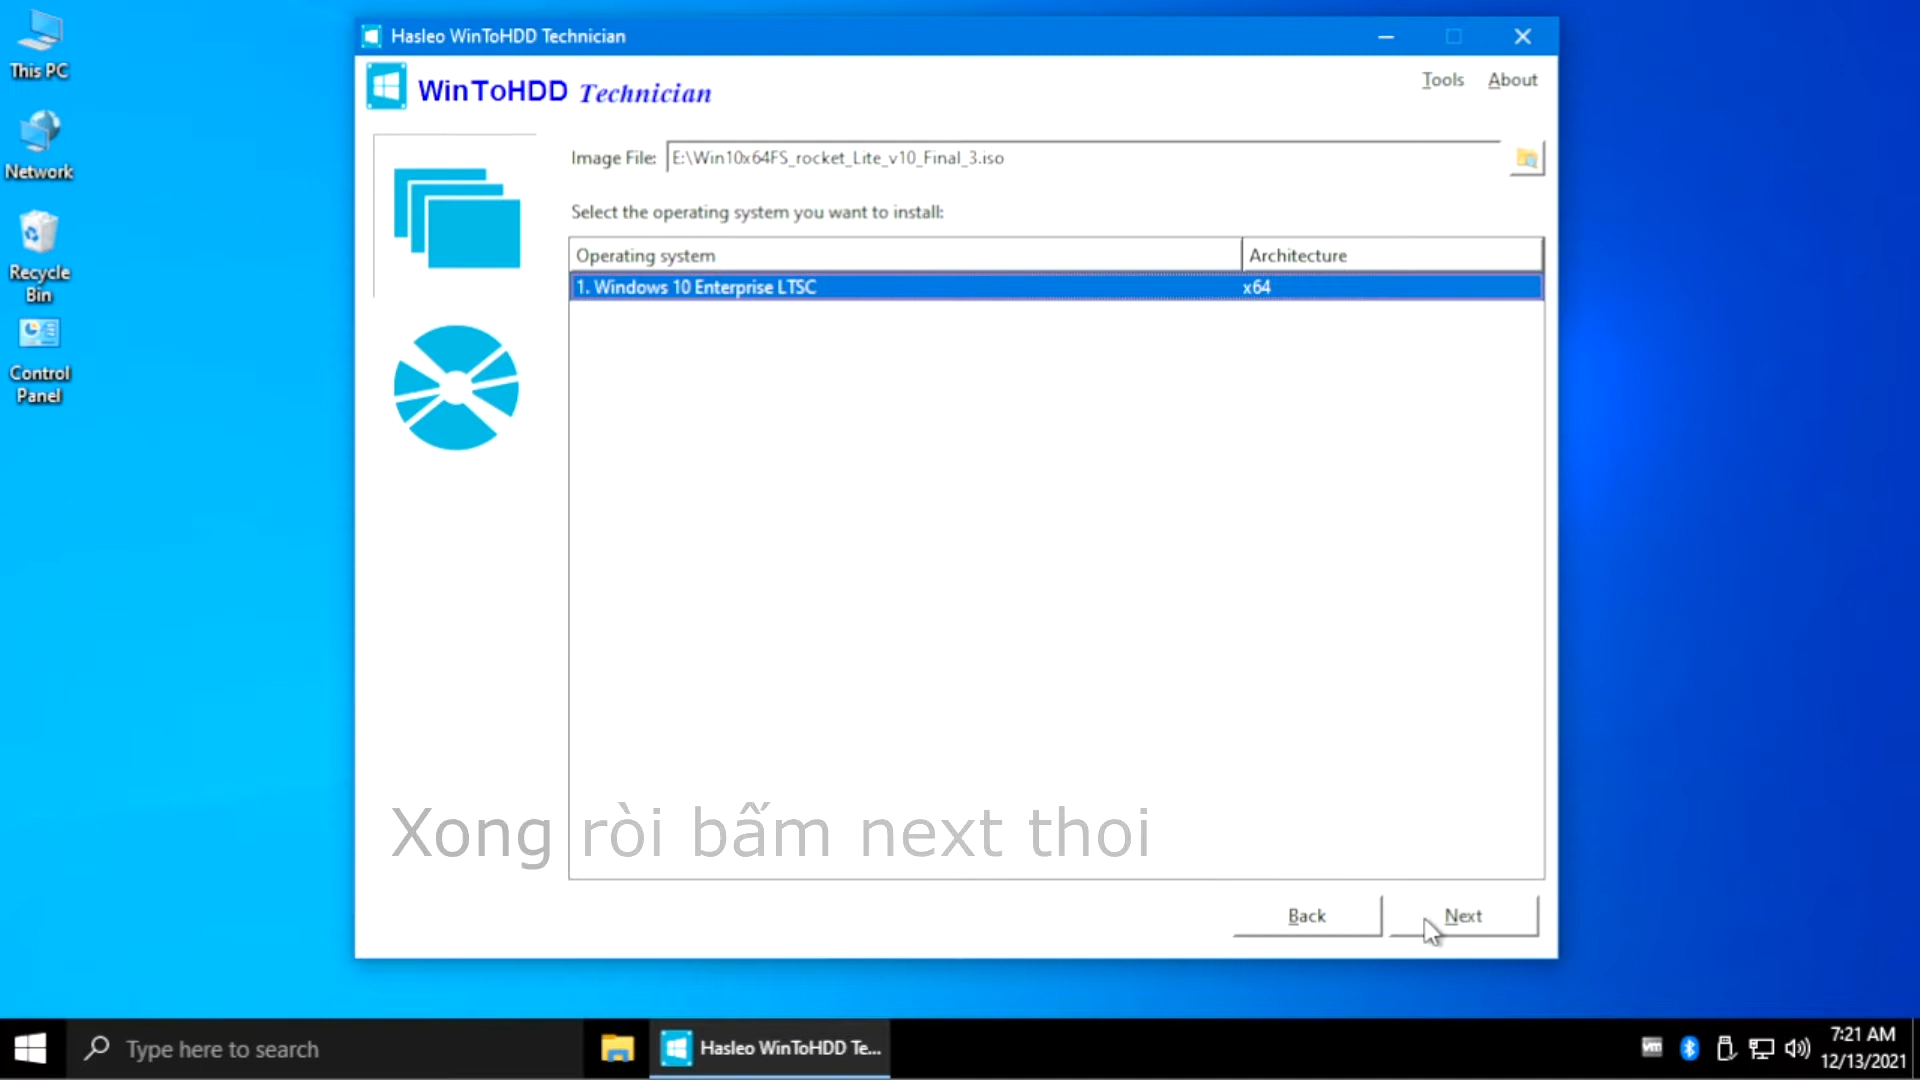 This PC
Network
Recycle
Bin
Control
Panel
Hasleo WinToHDD Technician
WinToHDD Technician
Tools About
Image File: E:\Win10x64FS_rocket_Lite_v10_Final_3.iso
Select the operating system you want to install:
Operating system Architecture
1. Windows 10 Enterprise LTSC x64
Xong ròi bấm next thoi
Back Next
Type here to search
Hasleo WinToHDD Te...
vm
7:21 AM
12/13/2021